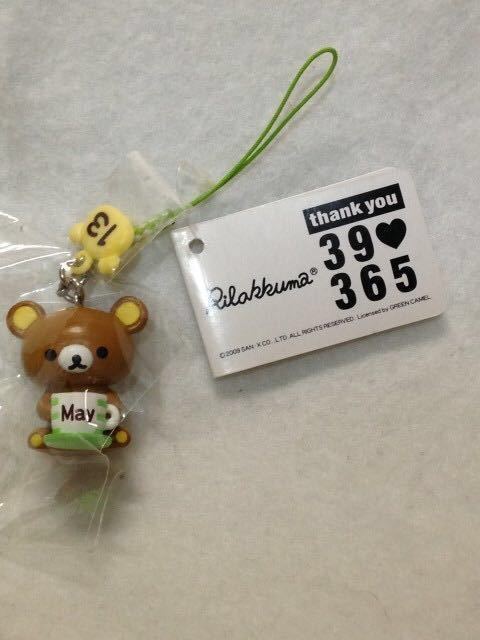 13
May
thank you
39♥
365
Rilakkuma®
©2009 SAN-X CO., LTD. ALL RIGHTS RESERVED. Licensed by GREEN CAMEL